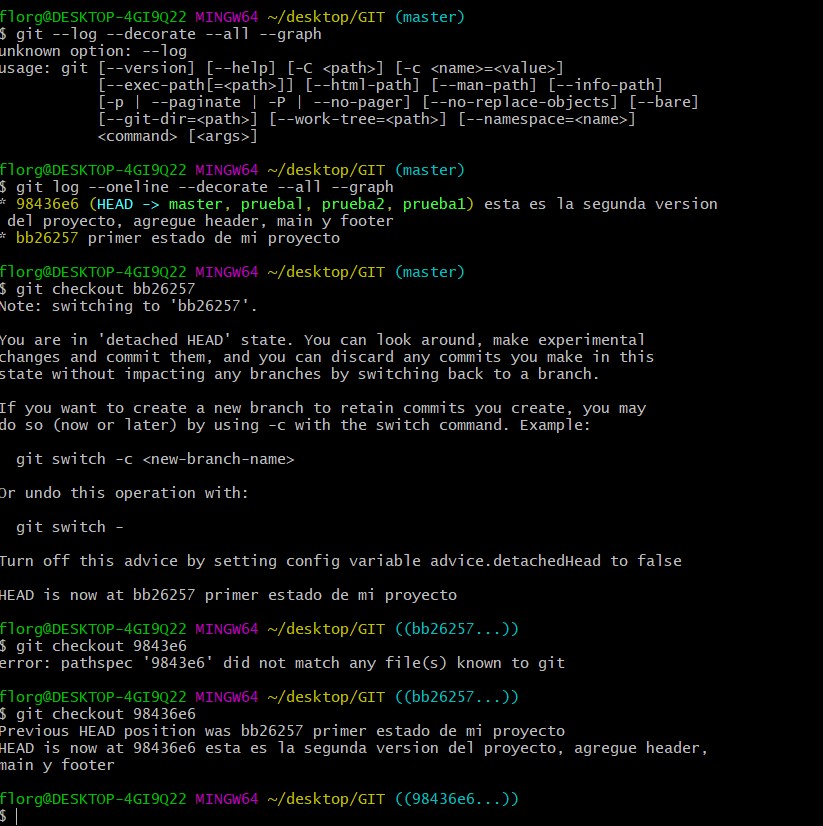 florg@DESKTOP-4GI9Q22 MINGW64 ~/desktop/GIT (master)
$ git --log --decorate --all --graph
unknown option: --log
usage: git [--version] [--help] [-C <path>] [-c <name>=<value>]
[--exec-path[=<path>]] [--html-path] [--man-path] [--info-path]
[-p | --paginate | -P | --no-pager] [--no-replace-objects] [--bare]
[--git-dir=<path>] [--work-tree=<path>] [--namespace=<name>]
<command> [<args>]
florg@DESKTOP-4GI9Q22 MINGW64 ~/desktop/GIT (master)
$ git log --oneline --decorate --all --graph
* 98436e6 (HEAD -> master, pruebal, prueba2, prueba1) esta es la segunda version
del proyecto, agregue header, main y footer
* bb26257 primer estado de mi proyecto
florg@DESKTOP-4GI9Q22 MINGW64 ~/desktop/GIT (master)
$ git checkout bb26257
Note: switching to 'bb26257'.
You are in 'detached HEAD' state. You can look around, make experimental
changes and commit them, and you can discard any commits you make in this
state without impacting any branches by switching back to a branch.
If you want to create a new branch to retain commits you create, you may
do so (now or later) by using -c with the switch command. Example:
git switch -c <new-branch-name>
Or undo this operation with:
git switch -
Turn off this advice by setting config variable advice.detachedHead to false
HEAD is now at bb26257 primer estado de mi proyecto
florg@DESKTOP-4GI9Q22 MINGW64 ~/desktop/GIT ((bb26257...))
$ git checkout 9843e6
error: pathspec '9843e6' did not match any file(s) known to git
florg@DESKTOP-4GI9Q22 MINGW64 ~/desktop/GIT ((bb26257...))
$ git checkout 98436e6
Previous HEAD position was bb26257 primer estado de mi proyecto
HEAD is now at 98436e6 esta es la segunda version del proyecto, agregue header,
main y footer
florg@DESKTOP-4GI9Q22 MINGW64 ~/desktop/GIT ((98436e6...))
$